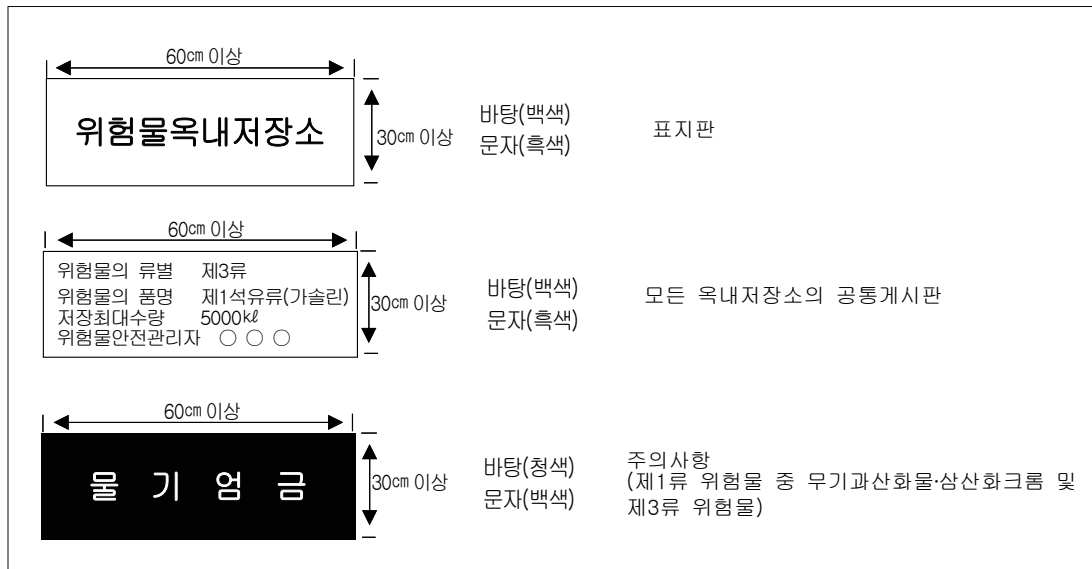 60㎝ 이상
위험물옥내저장소
30㎝ 이상
바탕(백색)
문자(흑색)
표지판
60㎝ 이상
위험물의 류별 제3류
위험물의 품명 제1석유류(가솔린)
저장최대수량 5000㎘
위험물안전관리자 ○ ○ ○
30㎝ 이상
바탕(백색)
문자(흑색)
모든 옥내저장소의 공통게시판
60㎝ 이상
물 기 엄 금
30㎝ 이상
바탕(청색)
문자(백색)
주의사항
(제1류 위험물 중 무기과산화물·삼산화크롬 및
제3류 위험물)